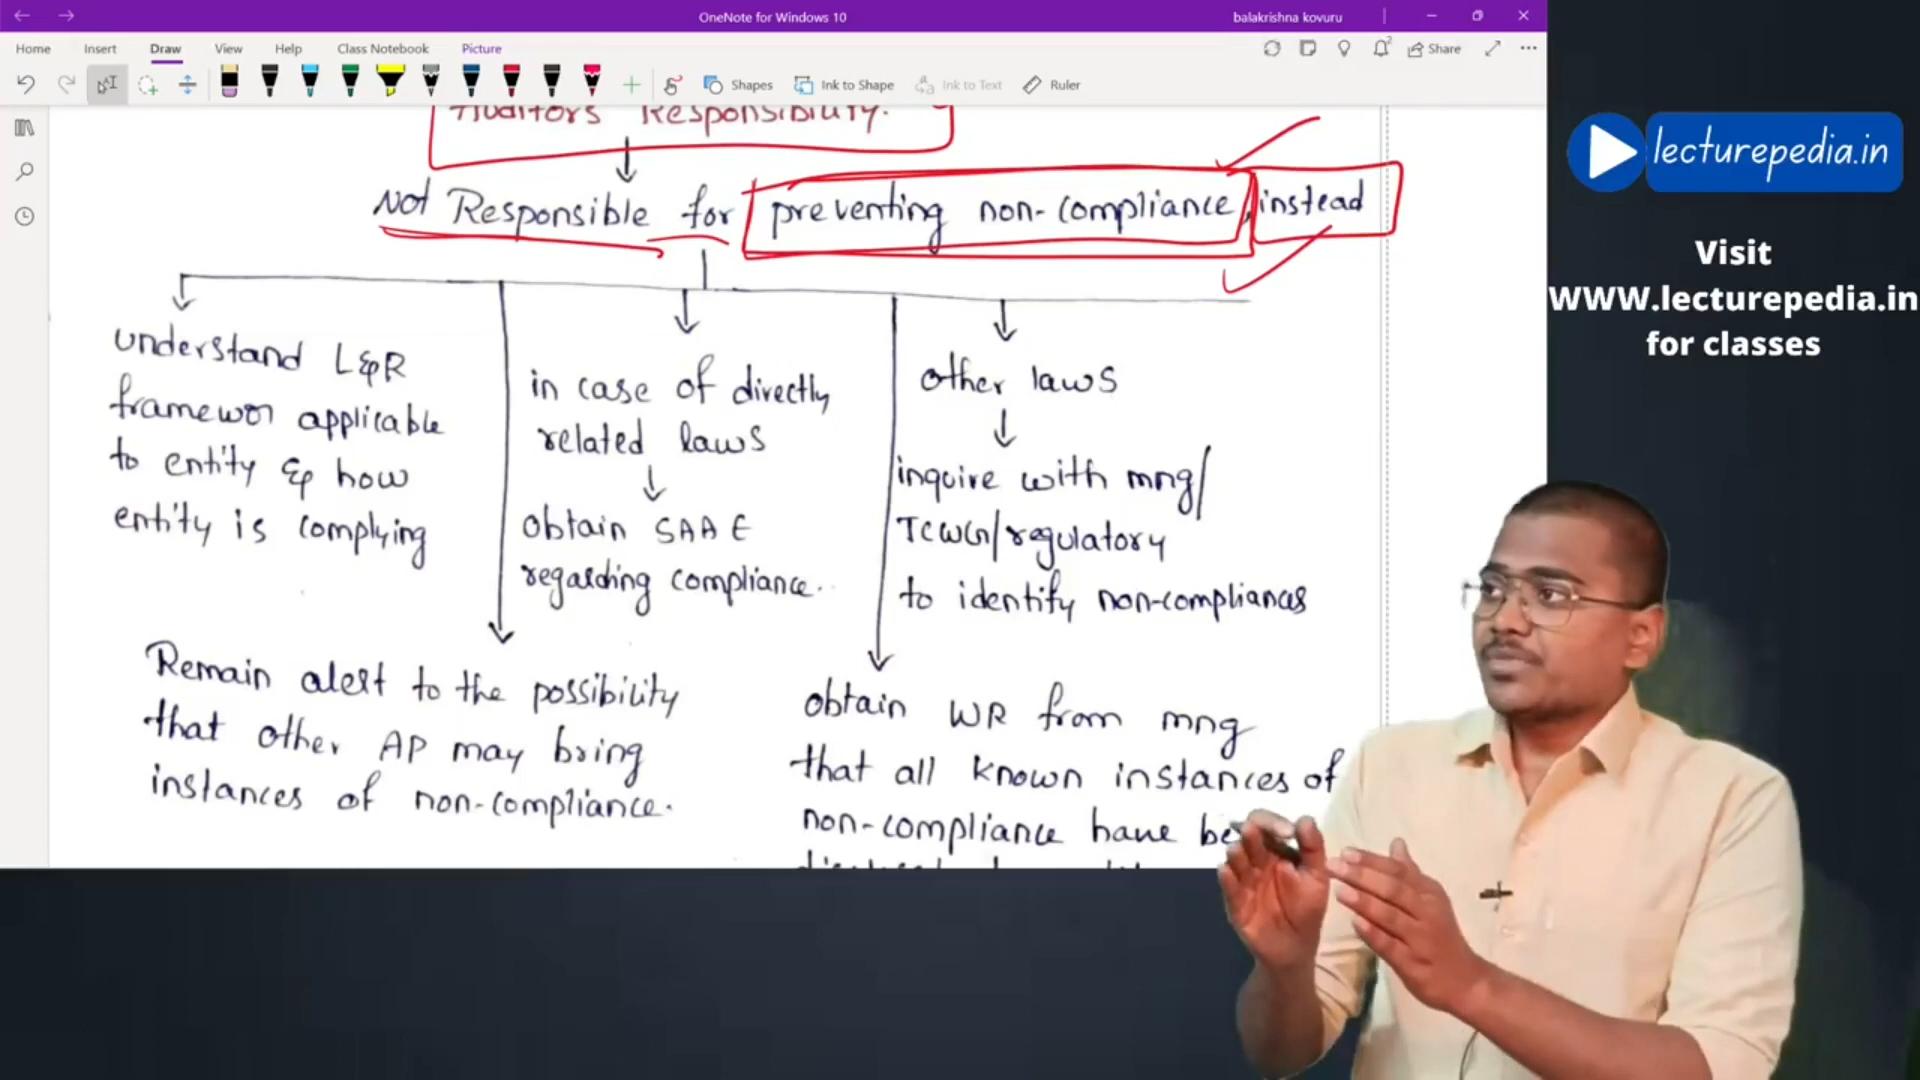 OneNote for Windows 10
balakrishna kovuru
Home Insert Draw View Help Class Notebook Picture
Share
Shapes Ink to Shape Ink to Text Ruler
Auditors Responsibility.
Not Responsible for preventing non-compliance, instead
understand L&R
framewor applicable
to entity & how
entity is complying
in case of directly
related laws
obtain SAAE
regarding compliance.
other laws
inquire with mng/
TCWG/regulatory
to identify non-compliances
Remain alert to the possibility
that other AP may bring
instances of non-compliance.
obtain WR from mng
that all known instances of
non-compliance have be
lecturepedia.in
Visit
WWW.lecturepedia.in
for classes